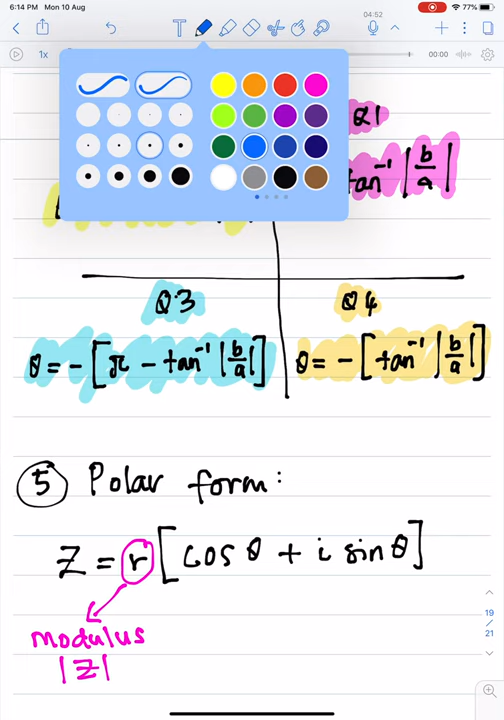 6:14 PM Mon 10 Aug 77%
04:52
T
1x 00:00
Q1
tan⁻¹ |b/a|
Q3 Q4
θ = -[π - tan⁻¹ |b/a|] θ = -[tan⁻¹ |b/a|]
⑤ Polar form:
Z = r [cos θ + i sin θ]
modulus
|Z|
19
/
21